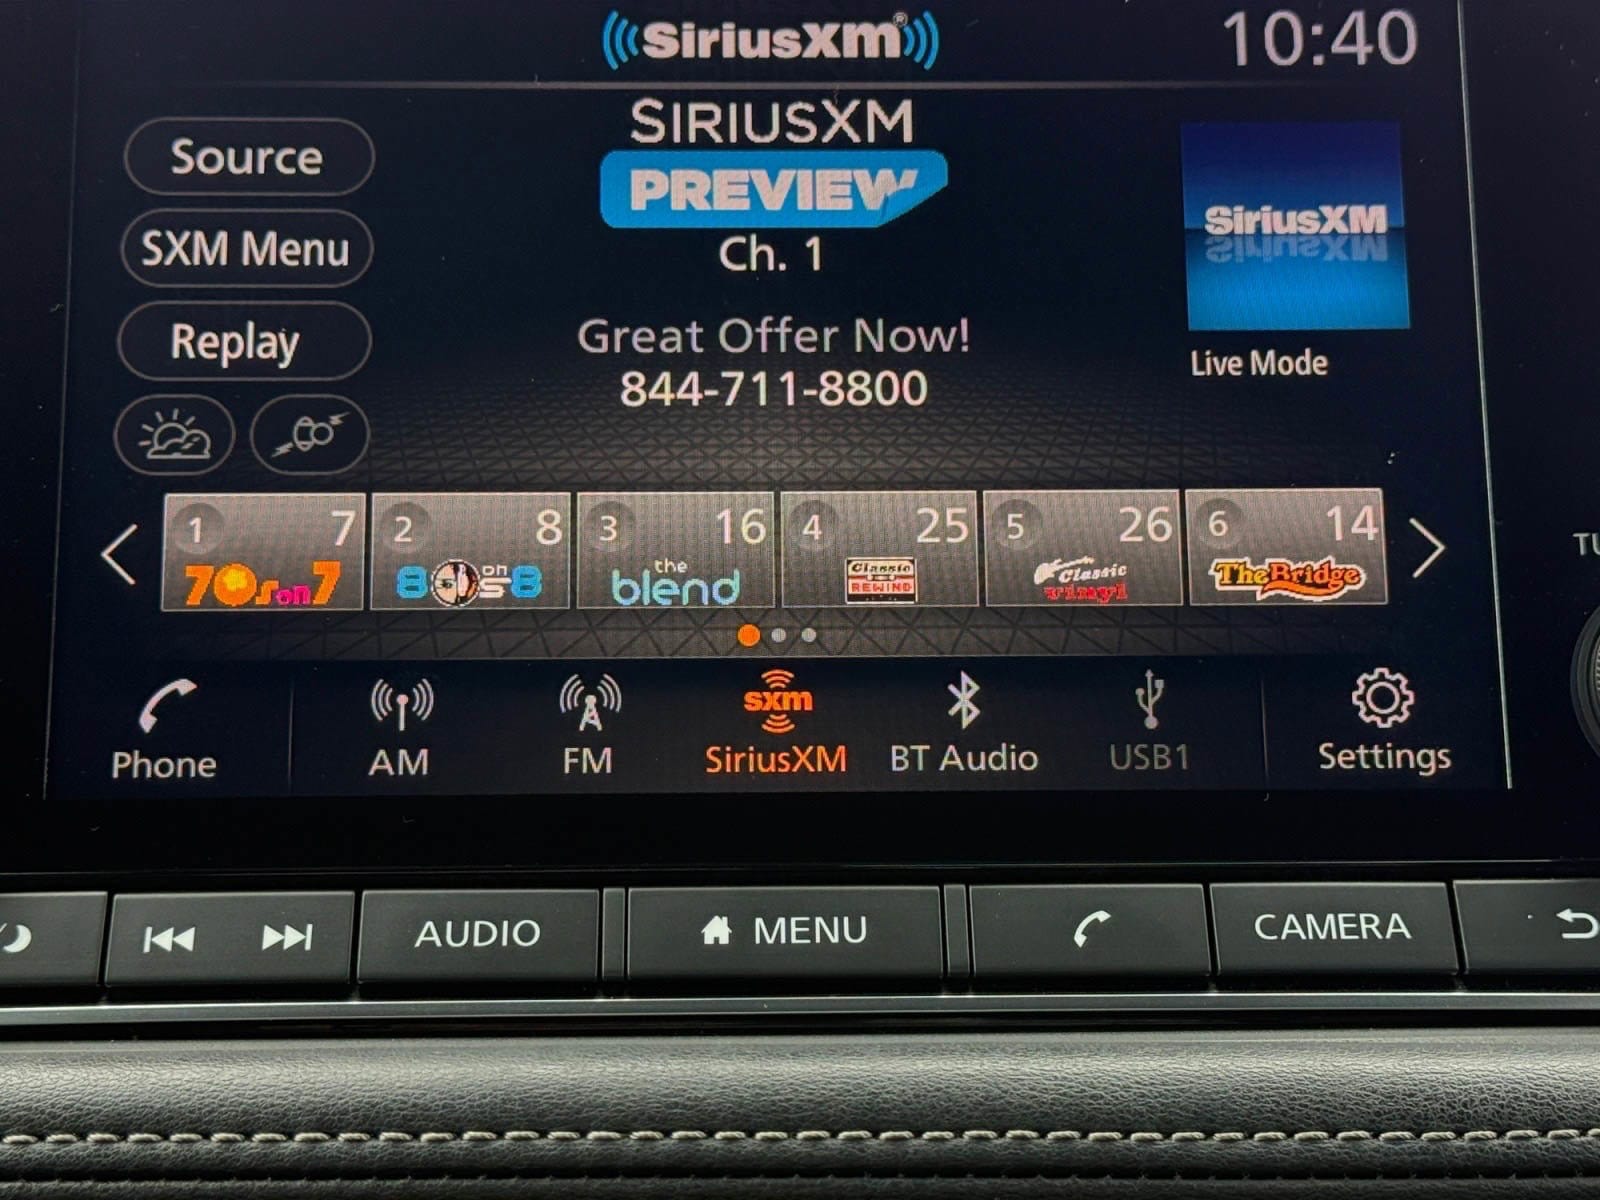 SiriusXM®
10:40
SIRIUSXM
PREVIEW
Ch. 1
Great Offer Now!
844-711-8800
Source
SXM Menu
Replay
SiriusXM
Live Mode
1 7
70s on 7
2 8
80s on 8
3 16
the blend
4 25
Classic REWIND
5 26
Classic vinyl
6 14
The Bridge
Phone
AM
FM
sxm
SiriusXM
BT Audio
USB1
Settings
TU
AUDIO
MENU
CAMERA